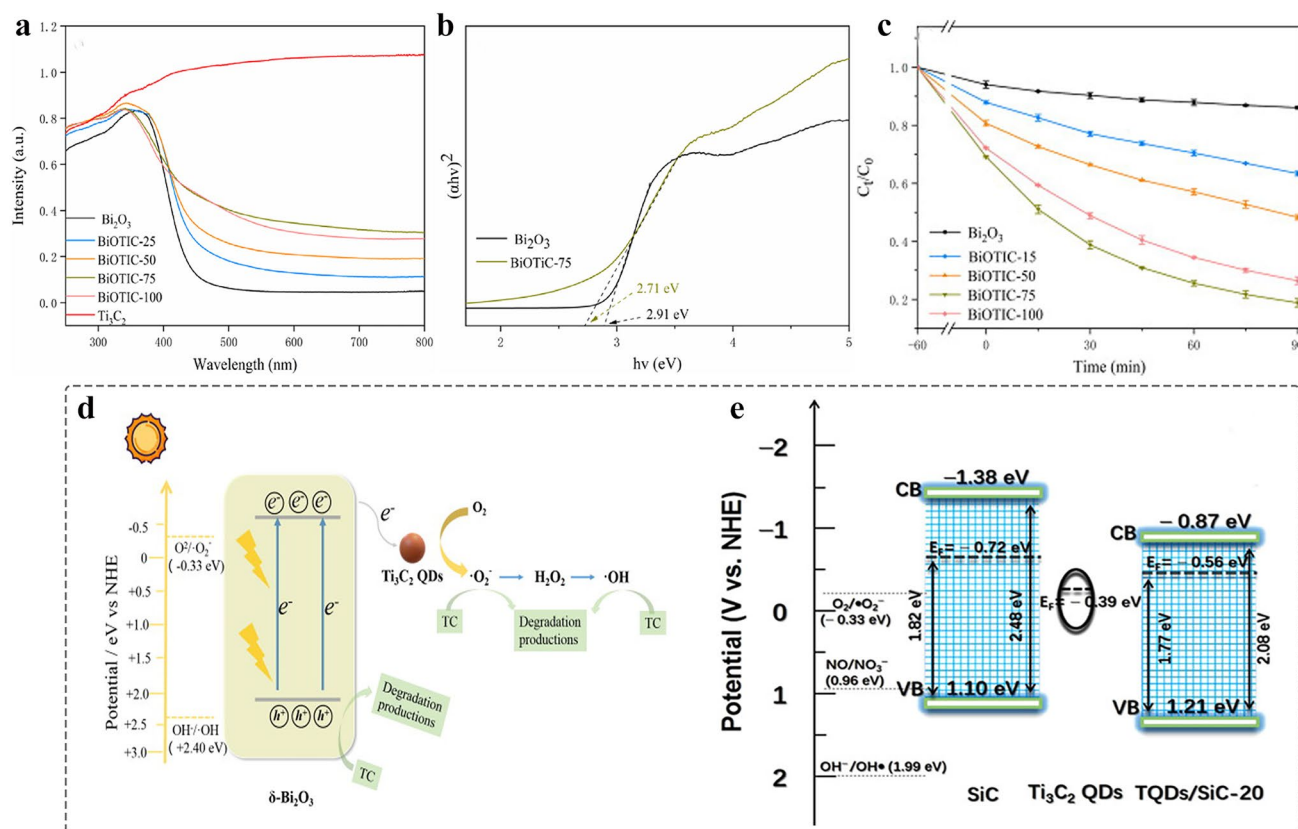 a
1.2
1.0
0.8
0.6
0.4
0.2
0.0
Intensity (a.u.)
Bi₂O₃
BiOTIC-25
BiOTIC-50
BiOTIC-75
BiOTIC-100
Ti₃C₂
300 400 500 600 700 800
Wavelength (nm)
b
(αhv)²
Bi₂O₃
BiOTiC-75
2.71 eV
2.91 eV
2 3 4 5
hv (eV)
c
1.0
0.8
0.6
0.4
0.2
Cₜ/C₀
Bi₂O₃
BiOTIC-15
BiOTIC-50
BiOTIC-75
BiOTIC-100
-60 0 30 60 90
Time (min)
d
Potential / eV vs NHE
-0.5
0
+0.5
+1.0
+1.5
+2.0
+2.5
+3.0
O²/·O₂⁻
( -0.33 eV)
OH⁻/·OH
( +2.40 eV)
e⁻ e⁻ e⁻
e⁻ e⁻
h⁺ h⁺ h⁺
δ-Bi₂O₃
e⁻
Ti₃C₂ QDs
O₂
·O₂⁻ H₂O₂ ·OH
TC
Degradation
productions
TC
Degradation
productions
TC
e
Potential (V vs. NHE)
−2
−1
0
1
2
O₂/•O₂⁻
(− 0.33 eV)
NO/NO₃⁻
(0.96 eV)
OH⁻/OH• (1.99 eV)
CB
−1.38 eV
E_F= − 0.72 eV
1.82 eV
2.48 eV
VB
1.10 eV
SiC
E_F= − 0.39 eV
Ti₃C₂ QDs
CB
− 0.87 eV
E_F= − 0.56 eV
1.77 eV
2.08 eV
VB
1.21 eV
TQDs/SiC-20